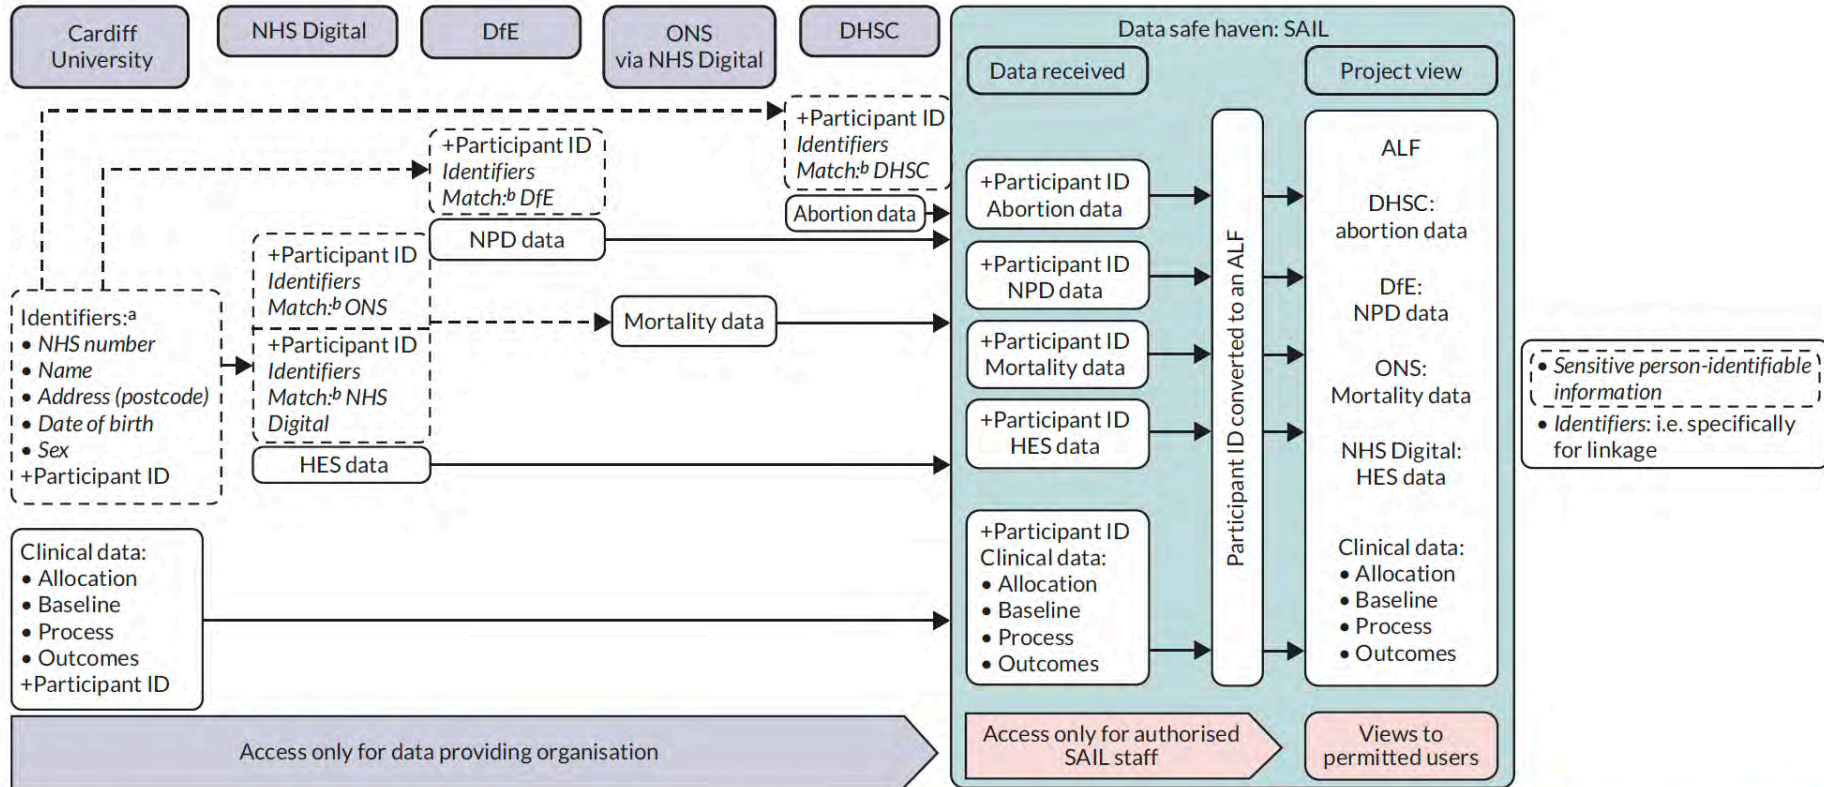 Cardiff
University
NHS Digital
DfE
ONS
via NHS Digital
DHSC
Data safe haven: SAIL
Data received
Project view
+Participant ID
Identifiers
Match:ᵇ DHSC
Abortion data
+Participant ID
Identifiers
Match:ᵇ DfE
NPD data
+Participant ID
Identifiers
Match:ᵇ ONS
+Participant ID
Identifiers
Match:ᵇ NHS
Digital
HES data
Mortality data
Identifiers:ᵃ
• NHS number
• Name
• Address (postcode)
• Date of birth
• Sex
+Participant ID
Clinical data:
• Allocation
• Baseline
• Process
• Outcomes
+Participant ID
+Participant ID
Abortion data
+Participant ID
NPD data
+Participant ID
Mortality data
+Participant ID
HES data
+Participant ID
Clinical data:
• Allocation
• Baseline
• Process
• Outcomes
Participant ID converted to an ALF
ALF
DHSC:
abortion data
DfE:
NPD data
ONS:
Mortality data
NHS Digital:
HES data
Clinical data:
• Allocation
• Baseline
• Process
• Outcomes
• Sensitive person-identifiable
information
• Identifiers: i.e. specifically
for linkage
Access only for data providing organisation
Access only for authorised
SAIL staff
Views to
permitted users